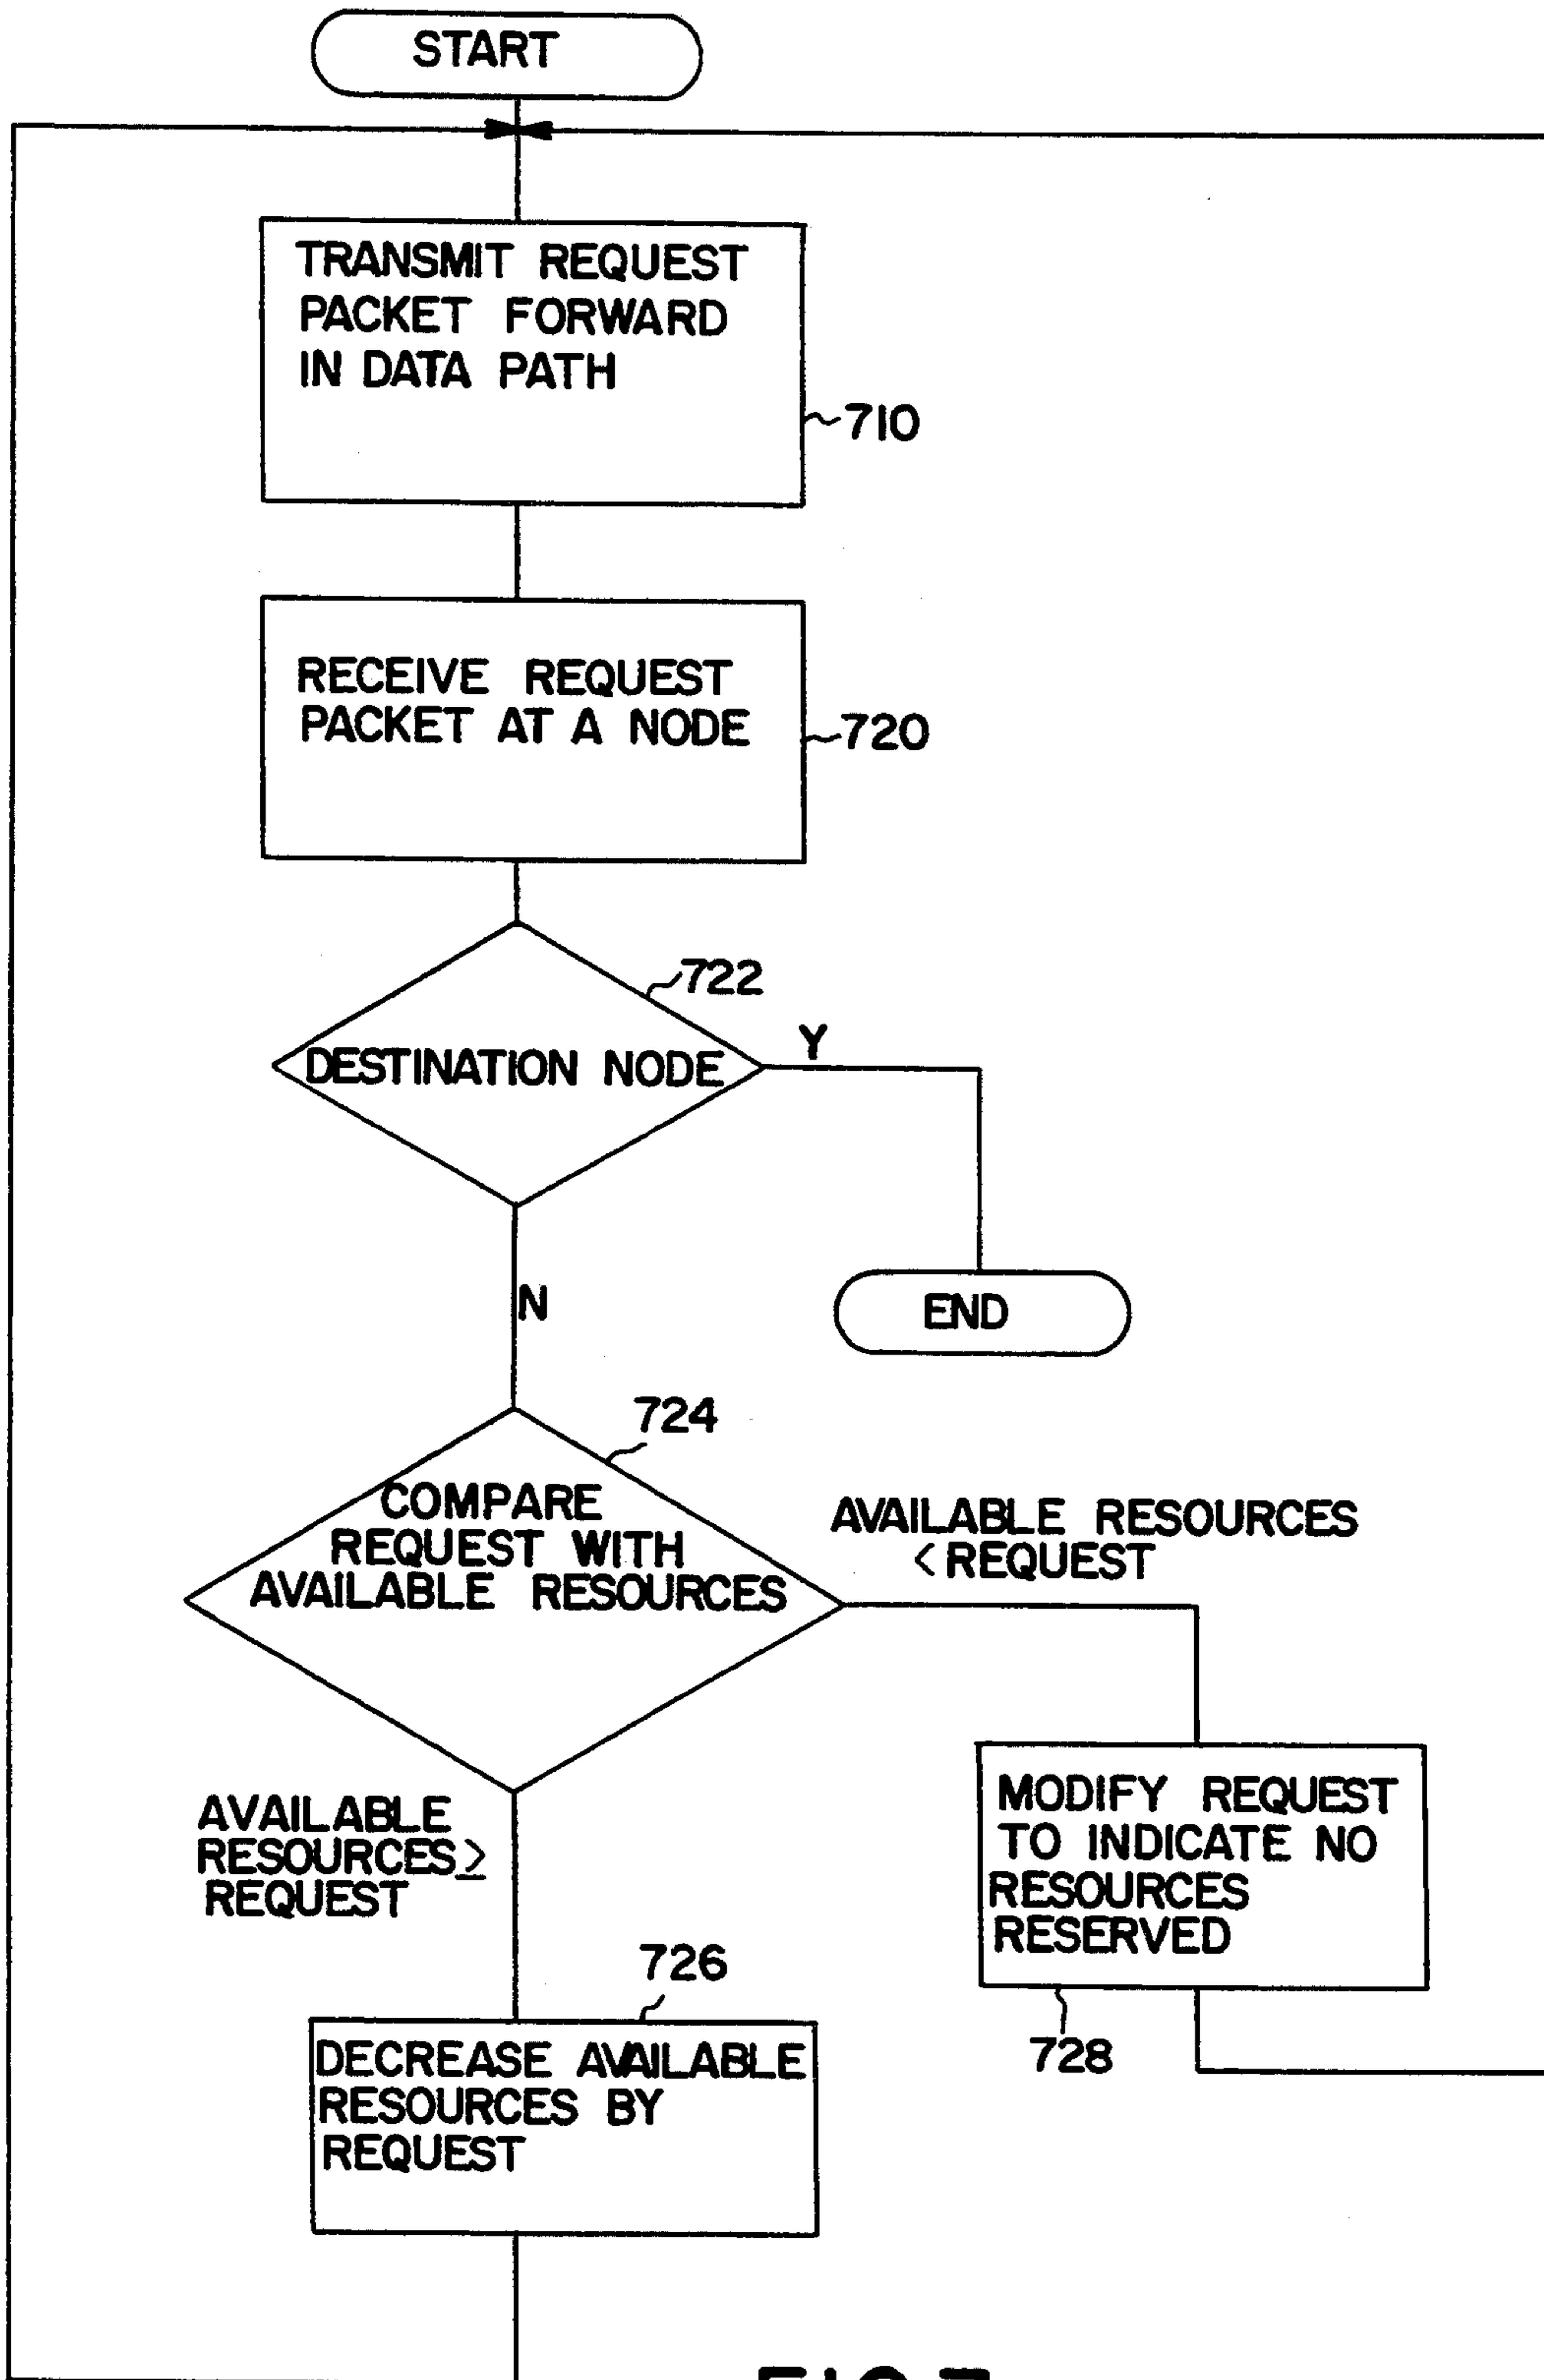 START
TRANSMIT REQUEST
PACKET FORWARD
IN DATA PATH
710
RECEIVE REQUEST
PACKET AT A NODE
720
722
DESTINATION NODE
Y
N
END
724
COMPARE
REQUEST WITH
AVAILABLE RESOURCES
AVAILABLE RESOURCES
< REQUEST
AVAILABLE
RESOURCES ≥
REQUEST
MODIFY REQUEST
TO INDICATE NO
RESOURCES
RESERVED
728
726
DECREASE AVAILABLE
RESOURCES BY
REQUEST